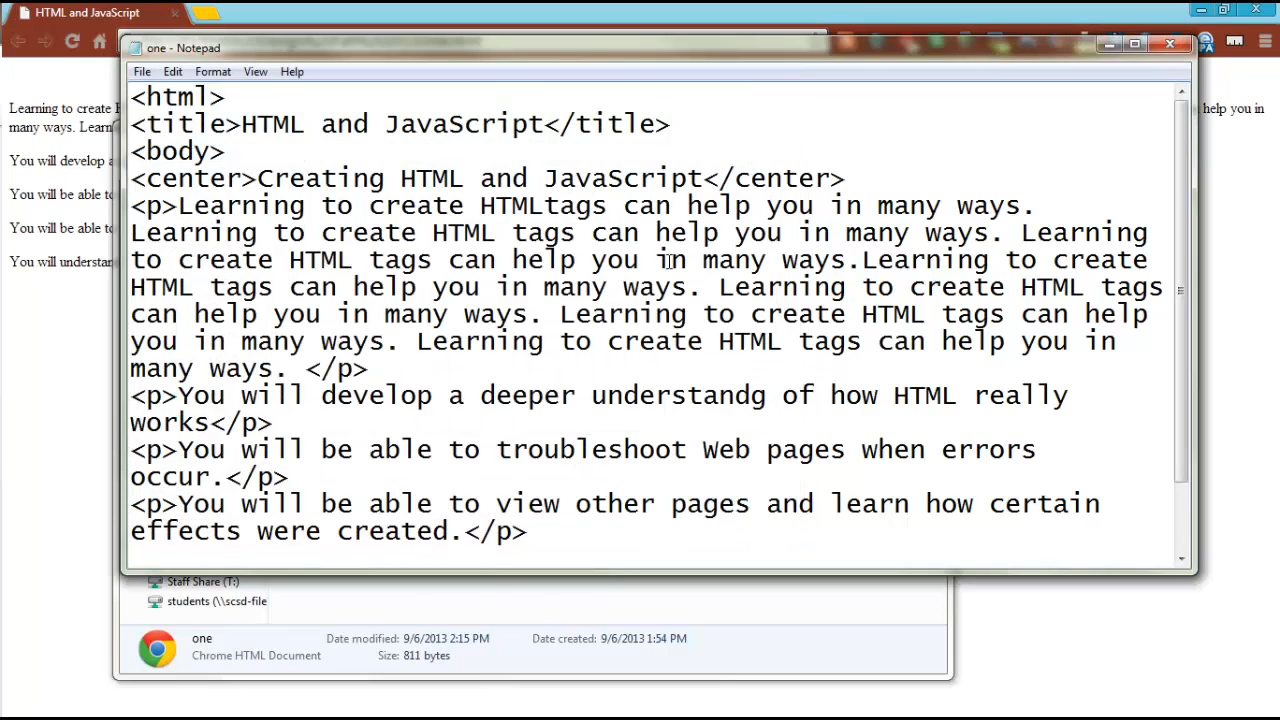 HTML and JavaScript
one - Notepad
File Edit Format View Help
<html>
<title>HTML and JavaScript</title>
<body>
<center>Creating HTML and JavaScript</center>
<p>Learning to create HTMLtags can help you in many ways.
Learning to create HTML tags can help you in many ways. Learning
to create HTML tags can help you in many ways.Learning to create
HTML tags can help you in many ways. Learning to create HTML tags
can help you in many ways. Learning to create HTML tags can help
you in many ways. Learning to create HTML tags can help you in
many ways. </p>
<p>You will develop a deeper understandg of how HTML really
works</p>
<p>You will be able to troubleshoot Web pages when errors
occur.</p>
<p>You will be able to view other pages and learn how certain
effects were created.</p>
Learning to create
help you in
many ways.
You will develop
You will be able to
You will be able to
You will
Staff Share (T:)
students (\\scsd-file
one
Date modified: 9/6/2013 2:15 PM
Date created: 9/6/2013 1:54 PM
Chrome HTML Document
Size: 811 bytes